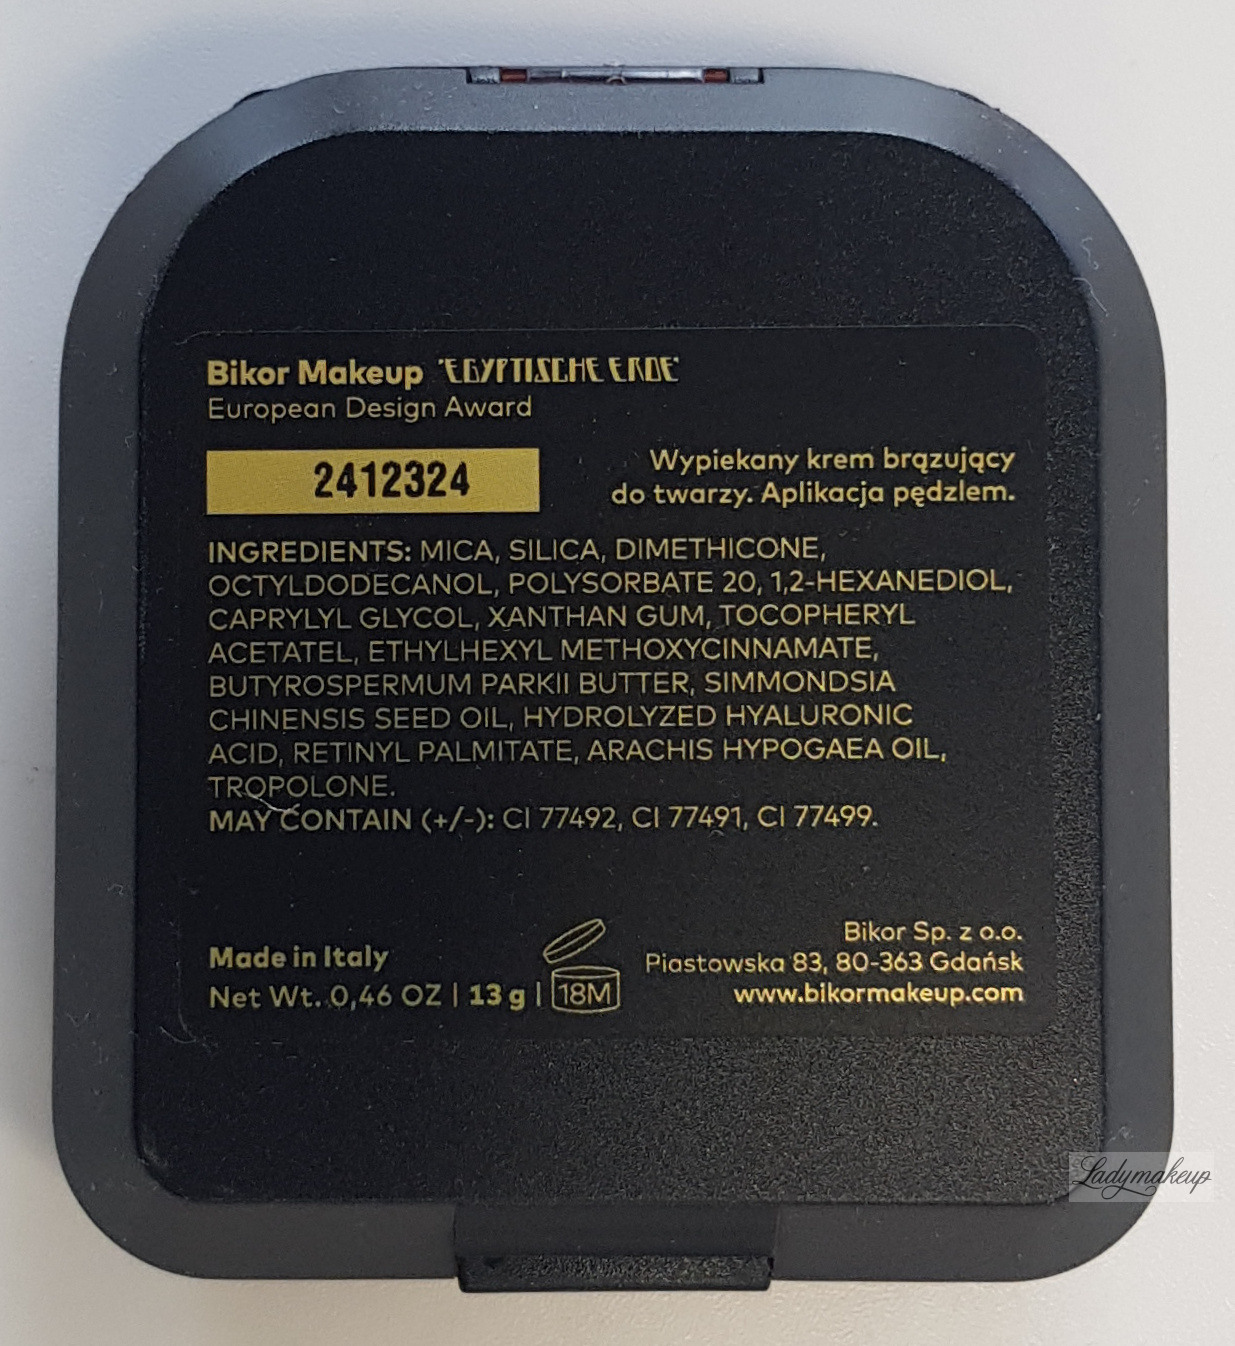 Bikor Makeup 'EGYPTISCHE ERDE'
European Design Award
2412324
Wypiekany krem brązujący
do twarzy. Aplikacja pędzlem.
INGREDIENTS: MICA, SILICA, DIMETHICONE,
OCTYLDODECANOL, POLYSORBATE 20, 1,2-HEXANEDIOL,
CAPRYLYL GLYCOL, XANTHAN GUM, TOCOPHERYL
ACETATEL, ETHYLHEXYL METHOXYCINNAMATE,
BUTYROSPERMUM PARKII BUTTER, SIMMONDSIA
CHINENSIS SEED OIL, HYDROLYZED HYALURONIC
ACID, RETINYL PALMITATE, ARACHIS HYPOGAEA OIL,
TROPOLONE.
MAY CONTAIN (+/-): CI 77492, CI 77491, CI 77499.
Made in Italy
Net Wt. 0,46 OZ | 13 g | 18M
Bikor Sp. z o.o.
Piastowska 83, 80-363 Gdańsk
www.bikormakeup.com
Ladymakeup